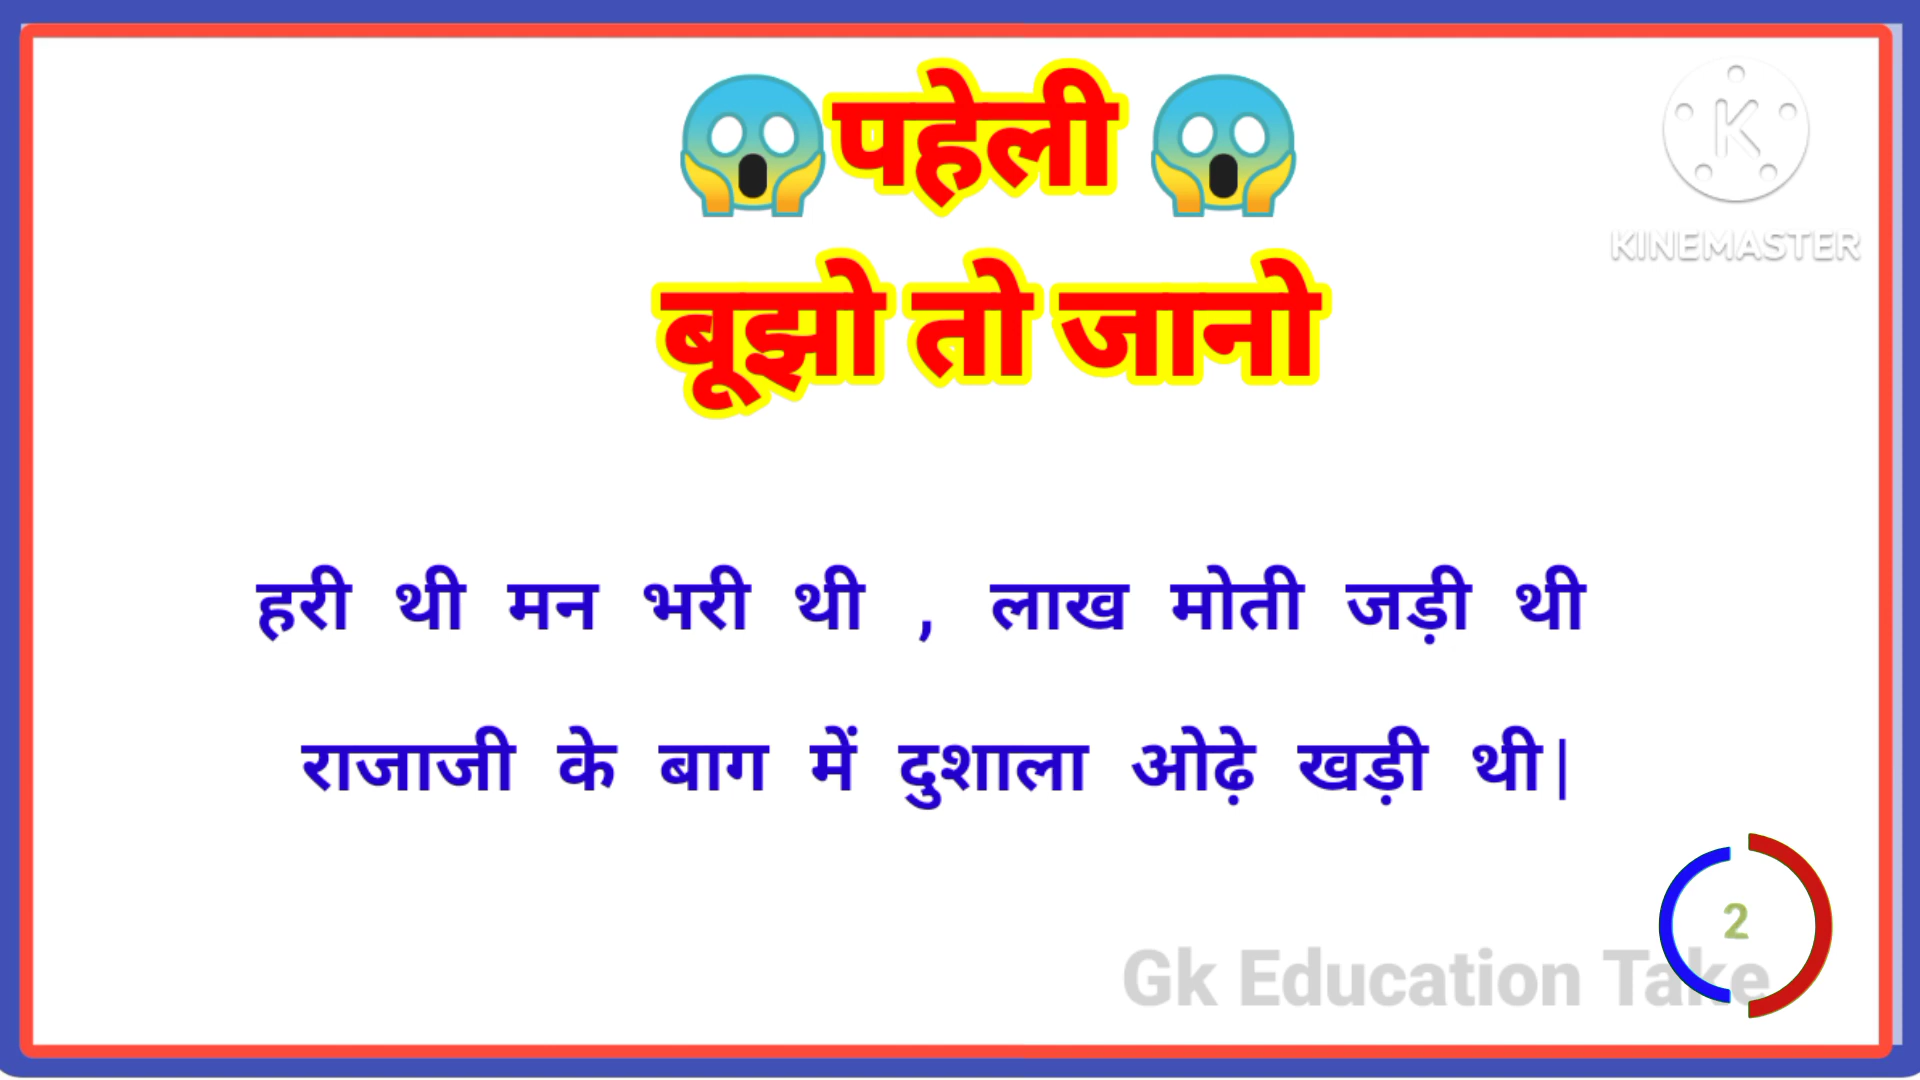 😱पहेली 😱
KINEMASTER
बूझो तो जानो
हरी थी मन भरी थी , लाख मोती जड़ी थी
राजाजी के बाग में दुशाला ओढ़े खड़ी थी|
2
Gk Education Take